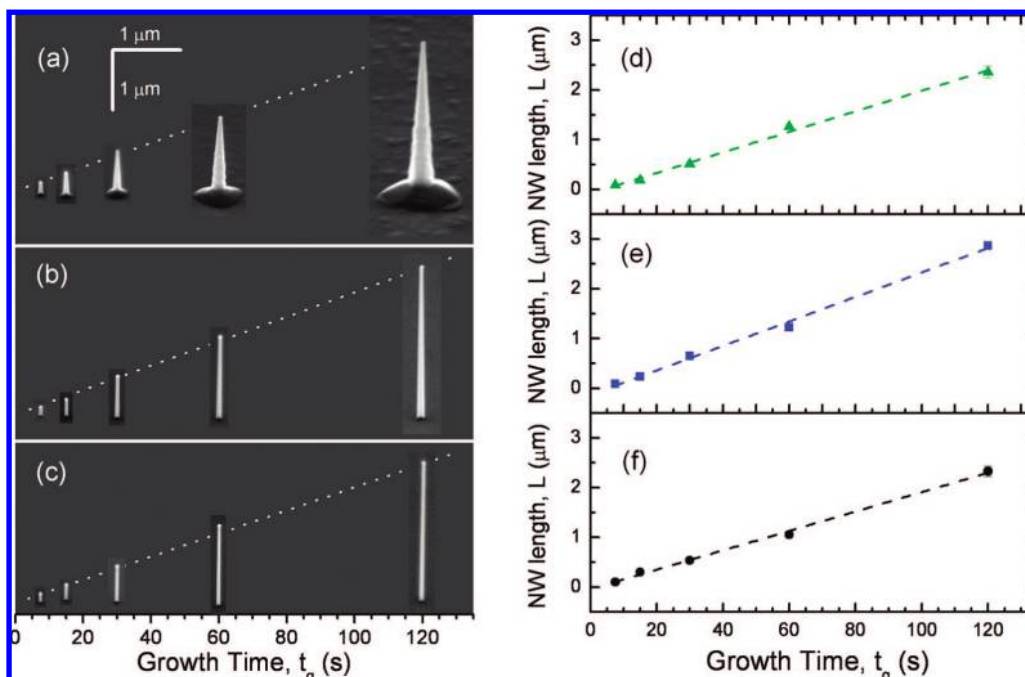 (a)
1 μm
1 μm
(b)
(c)
0 20 40 60 80 100 120
Growth Time, tg (s)
(d)
NW length, L (μm)
3
2
1
0
(e)
NW length, L (μm)
3
2
1
0
(f)
NW length, L (μm)
3
2
1
0
0 20 40 60 80 100 120
Growth Time, tg (s)